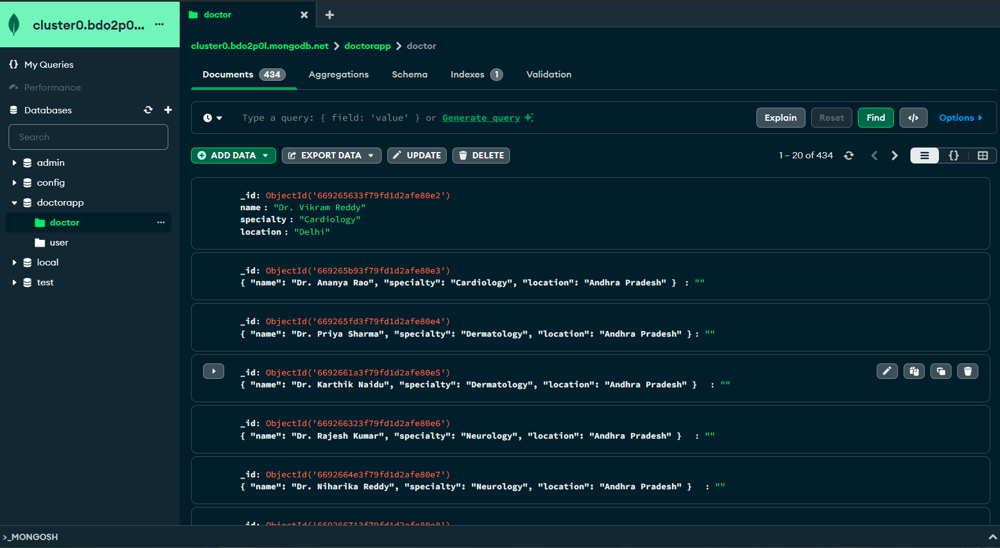 cluster0.bdo2p0...
doctor
cluster0.bdo2p0l.mongodb.net > doctorapp > doctor
My Queries
Performance
Databases
Search
admin
config
doctorapp
doctor
user
local
test
Documents 434 Aggregations Schema Indexes 1 Validation
Type a query: { field: 'value' } or Generate query
Explain Reset Find </> Options
ADD DATA EXPORT DATA UPDATE DELETE 1 – 20 of 434 {}
_id: ObjectId('669265633f79fd1d2afe80e2')
name : "Dr. Vikram Reddy"
specialty : "Cardiology"
location : "Delhi"
_id: ObjectId('669265b93f79fd1d2afe80e3')
{ "name": "Dr. Ananya Rao", "specialty": "Cardiology", "location": "Andhra Pradesh" } : ""
_id: ObjectId('669265fd3f79fd1d2afe80e4')
{ "name": "Dr. Priya Sharma", "specialty": "Dermatology", "location": "Andhra Pradesh" } : ""
_id: ObjectId('6692661a3f79fd1d2afe80e5')
{ "name": "Dr. Karthik Naidu", "specialty": "Dermatology", "location": "Andhra Pradesh" } : ""
_id: ObjectId('669266323f79fd1d2afe80e6')
{ "name": "Dr. Rajesh Kumar", "specialty": "Neurology", "location": "Andhra Pradesh" } : ""
_id: ObjectId('6692664e3f79fd1d2afe80e7')
{ "name": "Dr. Niharika Reddy", "specialty": "Neurology", "location": "Andhra Pradesh" } : ""
_id: ObjectId('669266713f79fd1d2afe80e8')
>_MONGOSH